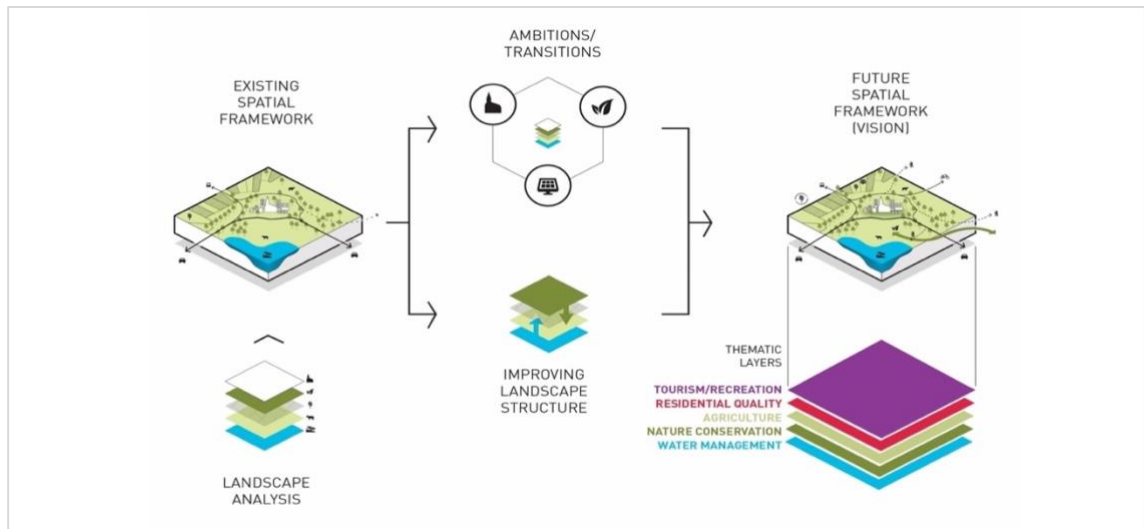 EXISTING
SPATIAL
FRAMEWORK
LANDSCAPE
ANALYSIS
AMBITIONS/
TRANSITIONS
IMPROVING
LANDSCAPE
STRUCTURE
FUTURE
SPATIAL
FRAMEWORK
(VISION)
THEMATIC
LAYERS
TOURISM/RECREATION
RESIDENTIAL QUALITY
AGRICULTURE
NATURE CONSERVATION
WATER MANAGEMENT